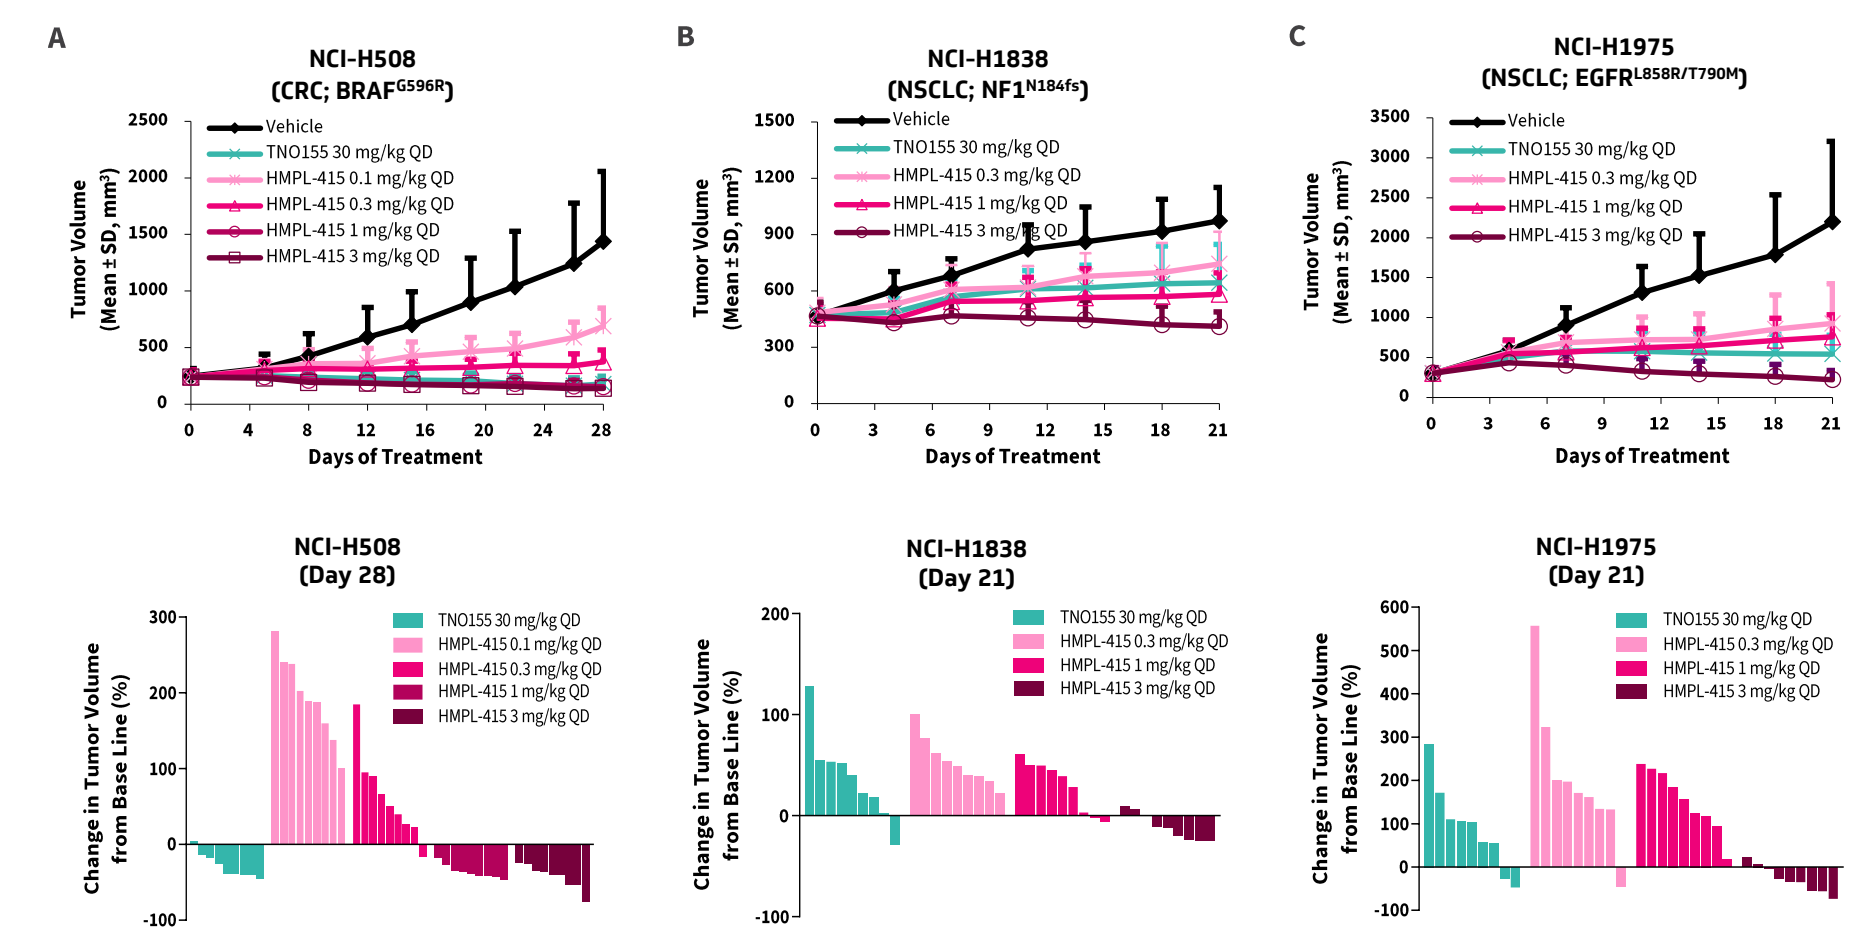 A
NCI-H508
(CRC; BRAFG596R)
Tumor Volume
(Mean ± SD, mm3)
2500
2000
1500
1000
500
0
Vehicle
TNO155 30 mg/kg QD
HMPL-415 0.1 mg/kg QD
HMPL-415 0.3 mg/kg QD
HMPL-415 1 mg/kg QD
HMPL-415 3 mg/kg QD
0 4 8 12 16 20 24 28
Days of Treatment
B
NCI-H1838
(NSCLC; NF1N184fs)
Tumor Volume
(Mean ± SD, mm3)
1500
1200
900
600
300
0
Vehicle
TNO155 30 mg/kg QD
HMPL-415 0.3 mg/kg QD
HMPL-415 1 mg/kg QD
HMPL-415 3 mg/kg QD
0 3 6 9 12 15 18 21
Days of Treatment
C
NCI-H1975
(NSCLC; EGFRL858R/T790M)
Tumor Volume
(Mean ± SD, mm3)
3500
3000
2500
2000
1500
1000
500
0
Vehicle
TNO155 30 mg/kg QD
HMPL-415 0.3 mg/kg QD
HMPL-415 1 mg/kg QD
HMPL-415 3 mg/kg QD
0 3 6 9 12 15 18 21
Days of Treatment
NCI-H508
(Day 28)
Change in Tumor Volume
from Base Line (%)
300
200
100
0
-100
TNO155 30 mg/kg QD
HMPL-415 0.1 mg/kg QD
HMPL-415 0.3 mg/kg QD
HMPL-415 1 mg/kg QD
HMPL-415 3 mg/kg QD
NCI-H1838
(Day 21)
Change in Tumor Volume
from Base Line (%)
200
100
0
-100
TNO155 30 mg/kg QD
HMPL-415 0.3 mg/kg QD
HMPL-415 1 mg/kg QD
HMPL-415 3 mg/kg QD
NCI-H1975
(Day 21)
Change in Tumor Volume
from Base Line (%)
600
500
400
300
200
100
0
-100
TNO155 30 mg/kg QD
HMPL-415 0.3 mg/kg QD
HMPL-415 1 mg/kg QD
HMPL-415 3 mg/kg QD